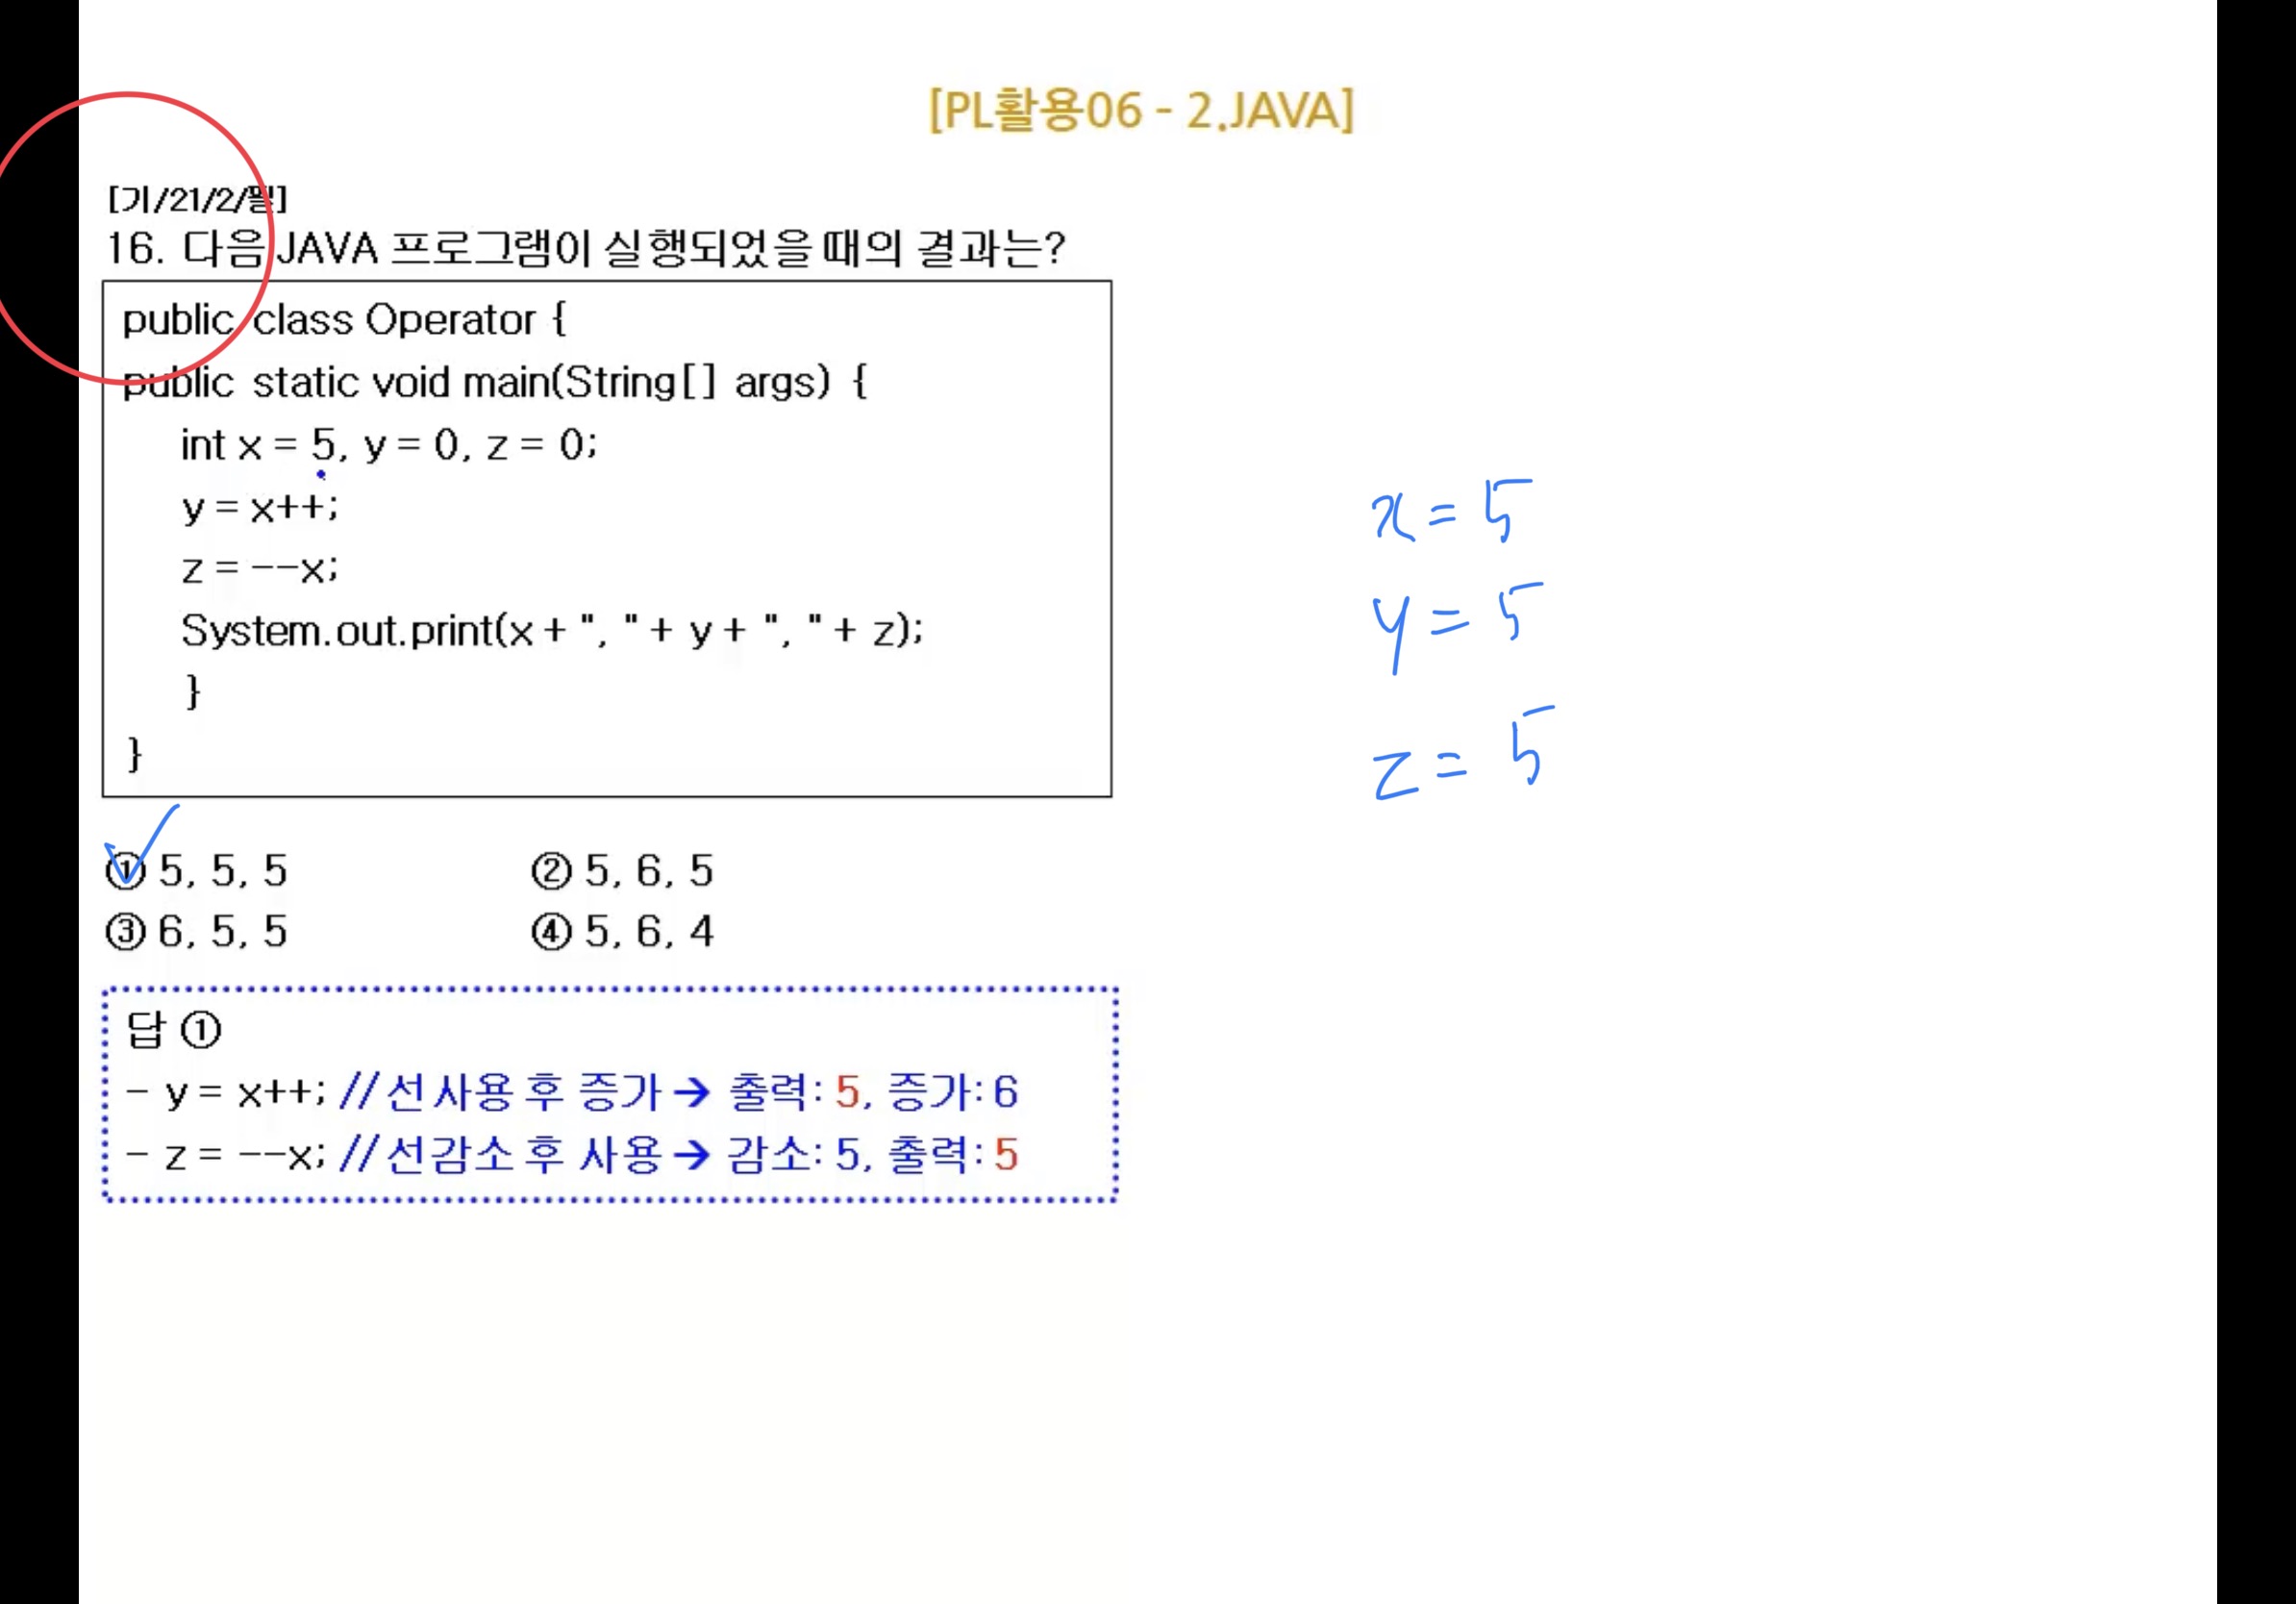 [PL활용06 - 2.JAVA]
[기/21/2/필]
16. 다음 JAVA 프로그램이 실행되었을 때의 결과는?
public class Operator {
public static void main(String[] args) {
int x = 5, y = 0, z = 0;
y = x++;
z = --x;
System.out.print(x + ", " + y + ", " + z);
}
}
x = 5
y = 5
z = 5
① 5, 5, 5 ② 5, 6, 5
③ 6, 5, 5 ④ 5, 6, 4
답 ①
- y = x++; //선 사용 후 증가 → 출력: 5, 증가: 6
- z = --x; //선감소 후 사용 → 감소: 5, 출력: 5